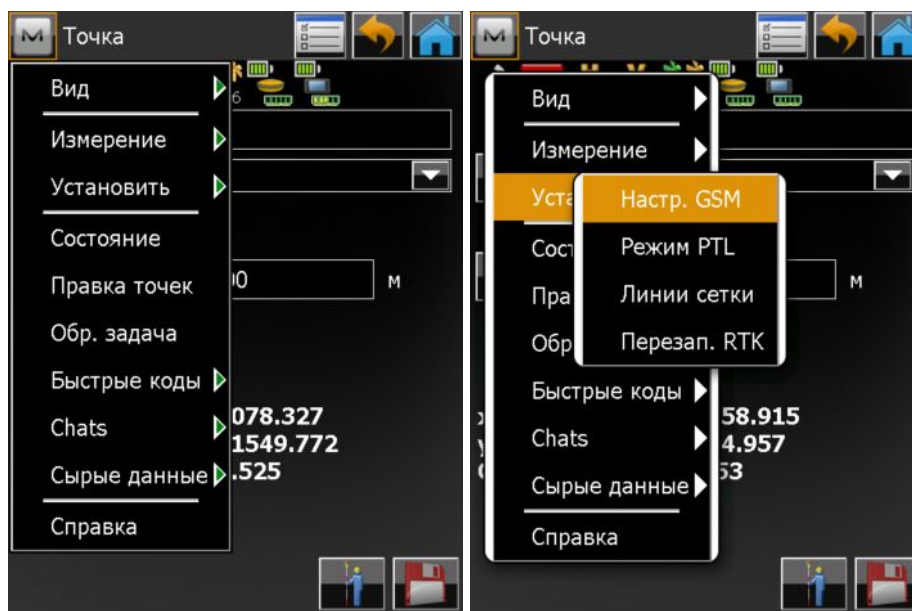 Точка
Вид
6
Измерение
Установить
Состояние
Правка точек
00
м
Обр. задача
Быстрые коды
078.327
Chats
1549.772
Сырые данные
.525
Справка
Точка
Вид
Измерение
Уста
Настр. GSM
Сост
Режим PTL
Пра
Линии сетки
м
Обр
Перезап. RTK
Быстрые коды
58.915
Chats
4.957
Сырые данные
53
Справка